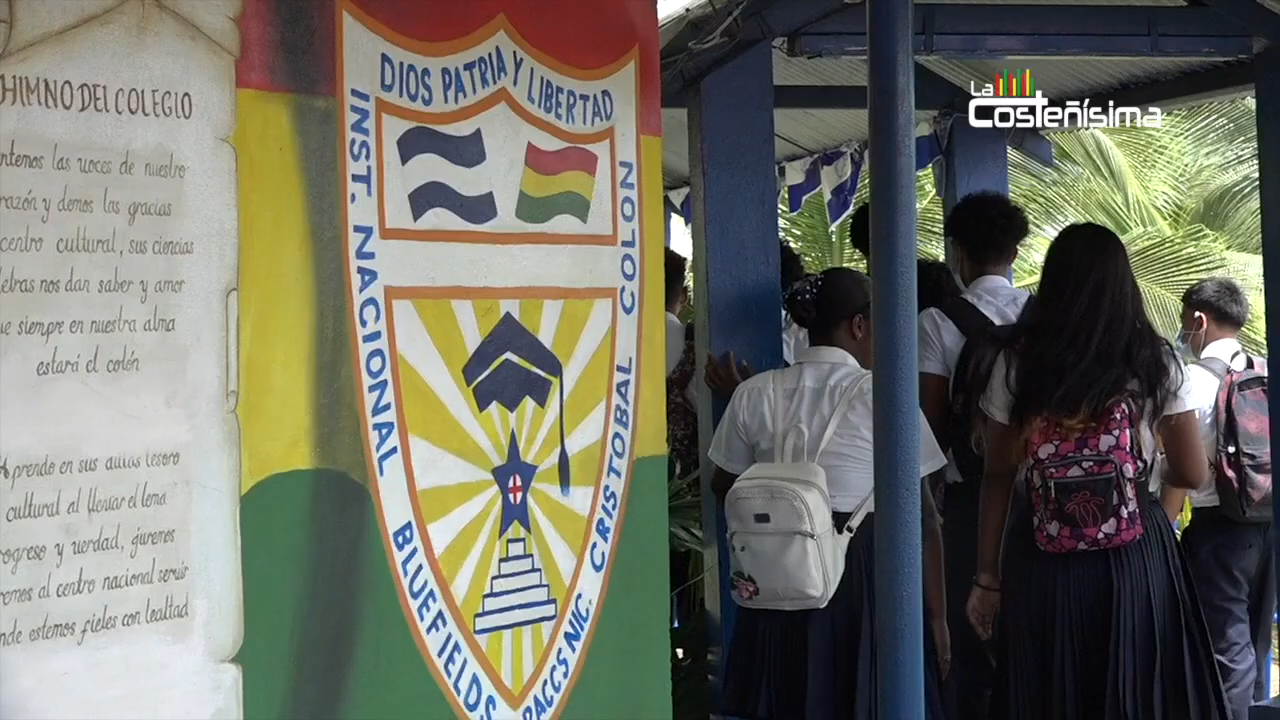 HIMNO DEL COLEGIO
ntemos las voces de nuestro
razón y demos las gracias
centro cultural, sus ciencias
letras nos dan saber y amor
ue siempre en nuestra alma
estará el colón
Aprende en sus aulas tesoro
cultural al llevar el lema
rogreso y verdad, juremos
remos al centro nacional servir
nde estemos fieles con lealtad
DIOS PATRIA Y LIBERTAD
INST. NACIONAL CRISTOBAL COLON
BLUEFIELDS RACCS NIC.
La
Costeñísima